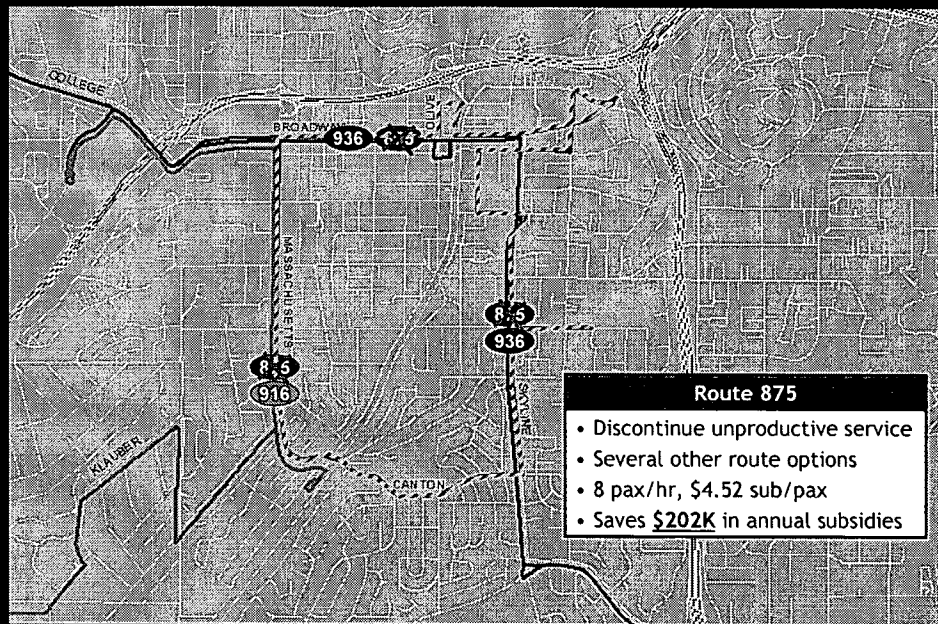 COLLEGE
936
MASSACHUSETTS
936
916
SKYLINE
KLAUBER
CANTON
Route 875
• Discontinue unproductive service
• Several other route options
• 8 pax/hr, $4.52 sub/pax
• Saves $202K in annual subsidies